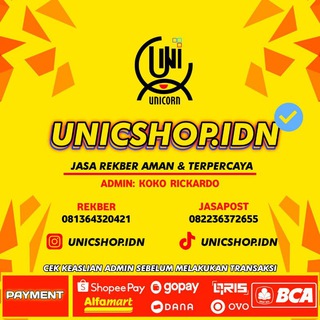 UNI
UNICORN
UNICSHOP.IDN
JASA REKBER AMAN & TERPERCAYA
ADMIN: KOKO RICKARDO
REKBER
081364320421
JASAPOST
082236372655
UNICSHOP.IDN
UNICSHOP.IDN
CEK KEASLIAN ADMIN SEBELUM MELAKUKAN TRANSAKSI
PAYMENT
ShopeePay
gopay
QRIS
BCA
Alfamart
DANA
OVO